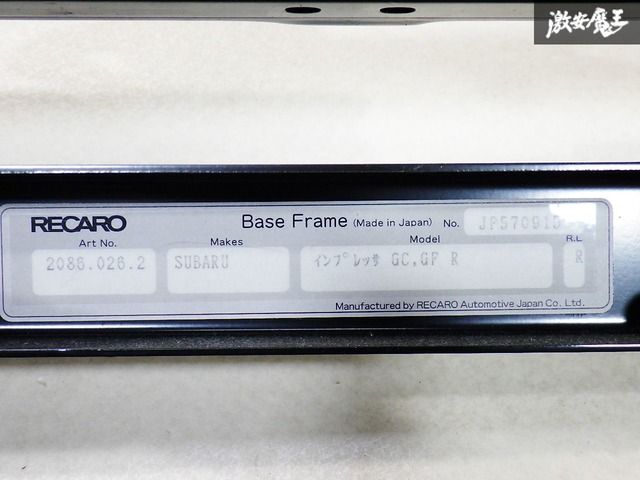 激安魔王
RECARO Base Frame (Made in Japan) No. JP570915
Art No. Makes Model R.L
2086.026.2 SUBARU インプレッサ GC,GF R R
Manufactured by RECARO Automotive Japan Co. Ltd.